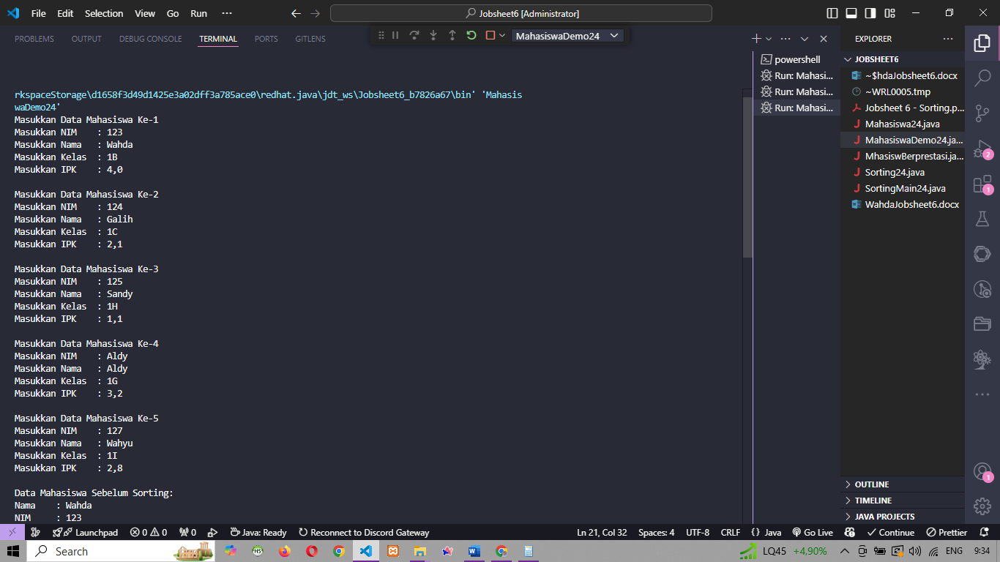 File Edit Selection View Go Run ··· Jobsheet6 [Administrator]
PROBLEMS OUTPUT DEBUG CONSOLE TERMINAL PORTS GITLENS MahasiswaDemo24
rkspaceStorage\d1658f3d49d1425e3a02dff3a785ace0\redhat.java\jdt_ws\Jobsheet6_b7826a67\bin' 'Mahasis
waDemo24'
Masukkan Data Mahasiswa Ke-1
Masukkan NIM : 123
Masukkan Nama : Wahda
Masukkan Kelas : 1B
Masukkan IPK : 4,0
Masukkan Data Mahasiswa Ke-2
Masukkan NIM : 124
Masukkan Nama : Galih
Masukkan Kelas : 1C
Masukkan IPK : 2,1
Masukkan Data Mahasiswa Ke-3
Masukkan NIM : 125
Masukkan Nama : Sandy
Masukkan Kelas : 1H
Masukkan IPK : 1,1
Masukkan Data Mahasiswa Ke-4
Masukkan NIM : Aldy
Masukkan Nama : Aldy
Masukkan Kelas : 1G
Masukkan IPK : 3,2
Masukkan Data Mahasiswa Ke-5
Masukkan NIM : 127
Masukkan Nama : Wahyu
Masukkan Kelas : 1I
Masukkan IPK : 2,8
Data Mahasiswa Sebelum Sorting:
Nama : Wahda
NIM : 123
powershell
Run: Mahasi...
Run: Mahasi...
Run: Mahasi...
EXPLORER ···
JOBSHEET6
~$hdaJobsheet6.docx
~WRL0005.tmp
Jobsheet 6 - Sorting.p...
Mahasiswa24.java
MahasiswaDemo24.ja...
MhasiswBerprestasi.ja...
Sorting24.java
SortingMain24.java
WahdaJobsheet6.docx
OUTLINE
TIMELINE
JAVA PROJECTS
2
1
1
Launchpad 0 0 0 Java: Ready Reconnect to Discord Gateway Ln 21, Col 32 Spaces: 4 UTF-8 CRLF {} Java Go Live Continue Prettier
Search LQ45 +4,90% ENG 9:34